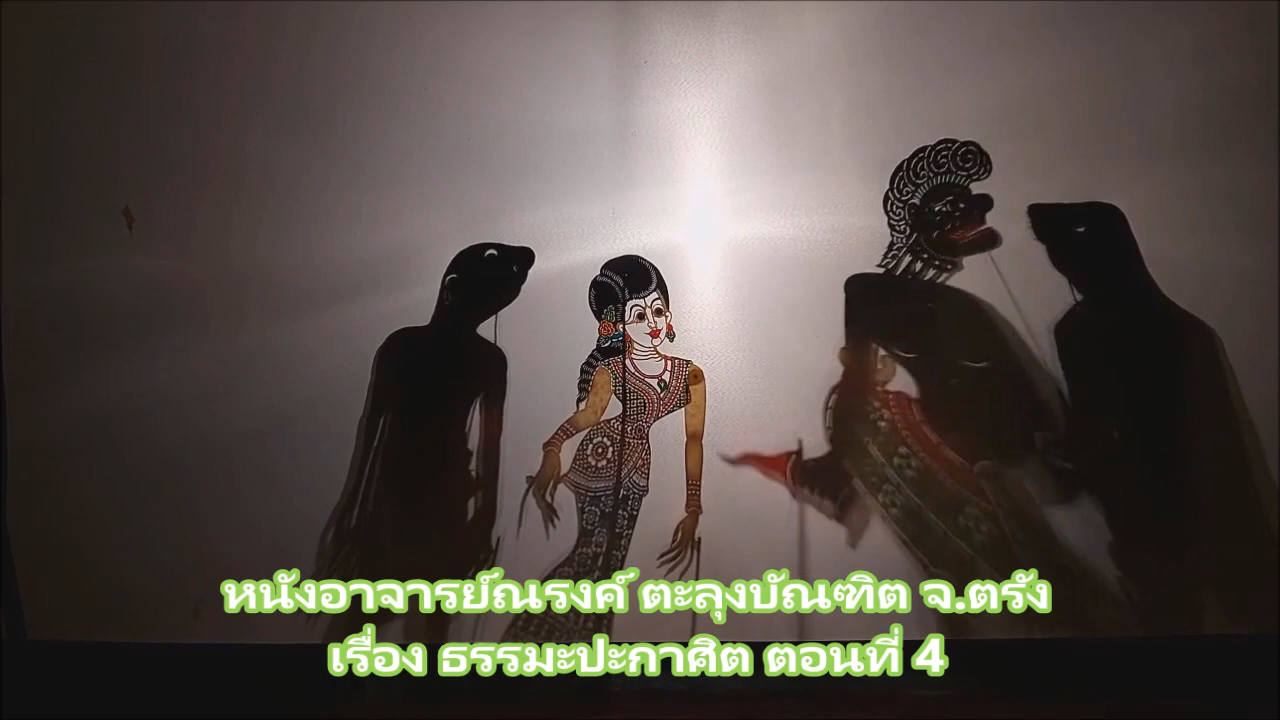 หนังอาจารย์ณรงค์ ตะลุงบัณฑิต จ.ตรัง
เรื่อง ธรรมะปะกาศิต ตอนที่ 4